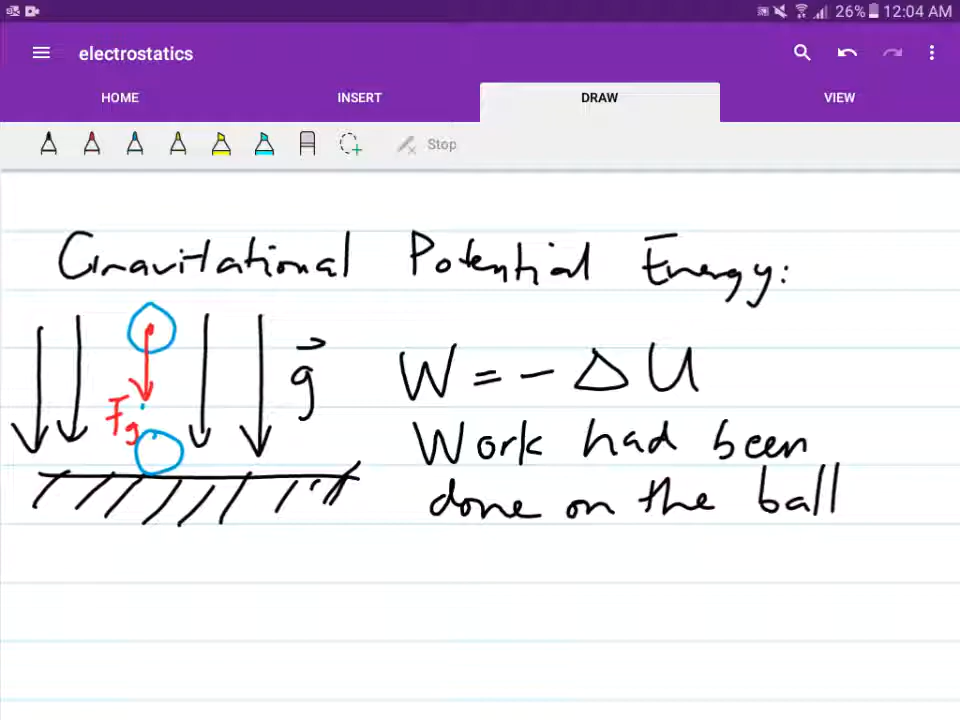 26% 12:04 AM
electrostatics
HOME INSERT DRAW VIEW
Stop
Gravitational Potential Energy:
g
W = - ΔU
Fg
Work had been
done on the ball